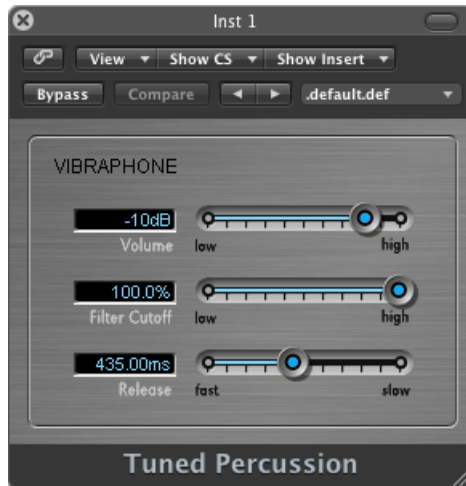 Inst 1
View Show CS Show Insert
Bypass Compare .default.def
VIBRAPHONE
-10dB
Volume low high
100.0%
Filter Cutoff low high
435.00ms
Release fast slow
Tuned Percussion